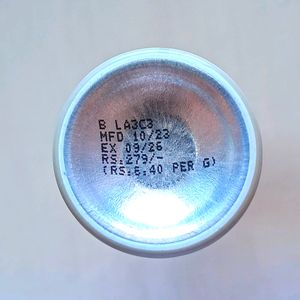 B LA3C3
MFD 10/23
EX 09/26
RS.279/-
(RS.6.40 PER G)